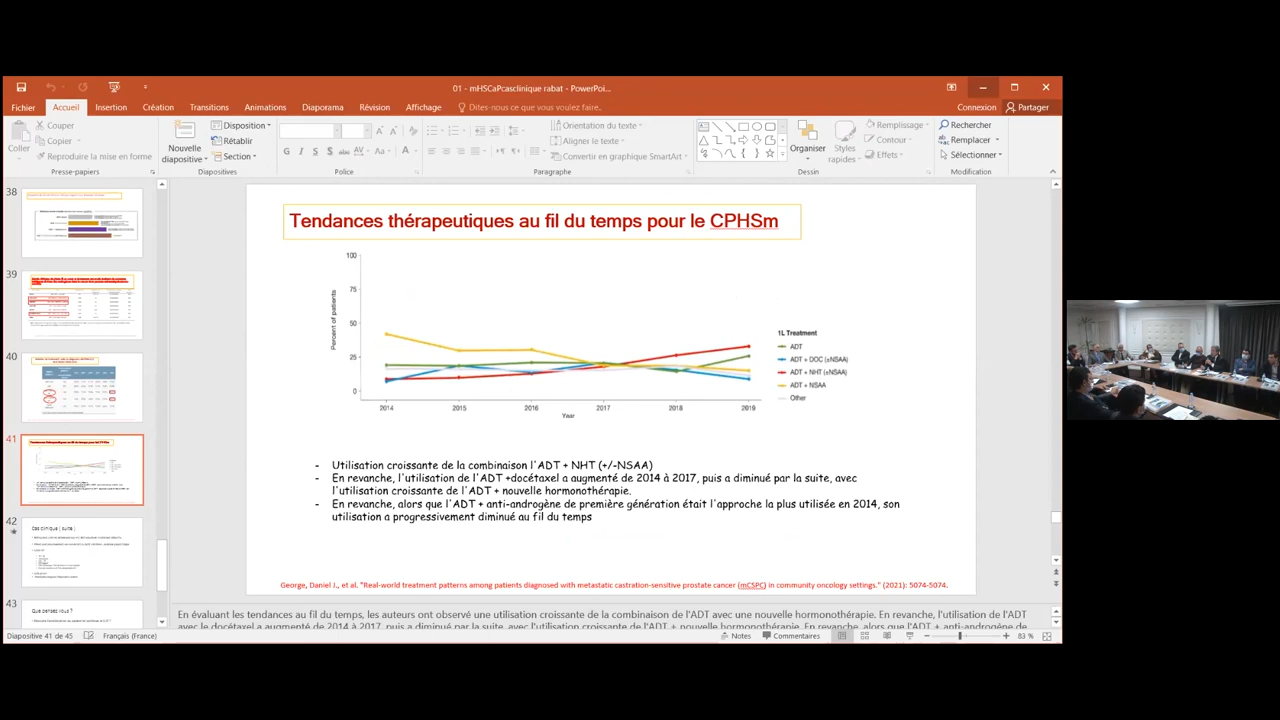 01 - mHSCaPcasclinique rabat - PowerPoi...
Fichier
Accueil
Insertion
Création
Transitions
Animations
Diaporama
Révision
Affichage
Dites-nous ce que vous voulez faire.
Connexion
Partager
Coller
Couper
Copier
Reproduire la mise en forme
Presse-papiers
Nouvelle diapositive
Disposition
Rétablir
Section
Diapositives
G I S S abc AV Aa A
Police
Orientation du texte
Aligner le texte
Convertir en graphique SmartArt
Paragraphe
Organiser
Styles rapides
Remplissage
Contour
Effets
Dessin
Rechercher
Remplacer
Sélectionner
Modification
38
39
40
41
42
Cas clinique ( suite )
43
Que pensez vous ?
Tendances thérapeutiques au fil du temps pour le CPHSm
Percent of patients
100
75
50
25
0
2014 2015 2016 2017 2018 2019
Year
1L Treatment
ADT
ADT + DOC (±NSAA)
ADT + NHT (±NSAA)
ADT + NSAA
Other
- Utilisation croissante de la combinaison l'ADT + NHT (+/-NSAA)
- En revanche, l'utilisation de l'ADT +docétaxel a augmenté de 2014 à 2017, puis a diminué par la suite, avec
l'utilisation croissante de l'ADT + nouvelle hormonothérapie.
- En revanche, alors que l'ADT + anti-androgène de première génération était l'approche la plus utilisée en 2014, son
utilisation a progressivement diminué au fil du temps
George, Daniel J., et al. "Real-world treatment patterns among patients diagnosed with metastatic castration-sensitive prostate cancer (mCSPC) in community oncology settings." (2021): 5074-5074.
En évaluant les tendances au fil du temps, les auteurs ont observé une utilisation croissante de la combinaison de l'ADT avec une nouvelle hormonothérapie. En revanche, l'utilisation de l'ADT
avec le docétaxel a augmenté de 2014 à 2017, puis a diminué par la suite, avec l'utilisation croissante de l'ADT + nouvelle hormonothérapie. En revanche, alors que l'ADT + anti-androgène de
Diapositive 41 de 45
Français (France)
Notes
Commentaires
83 %